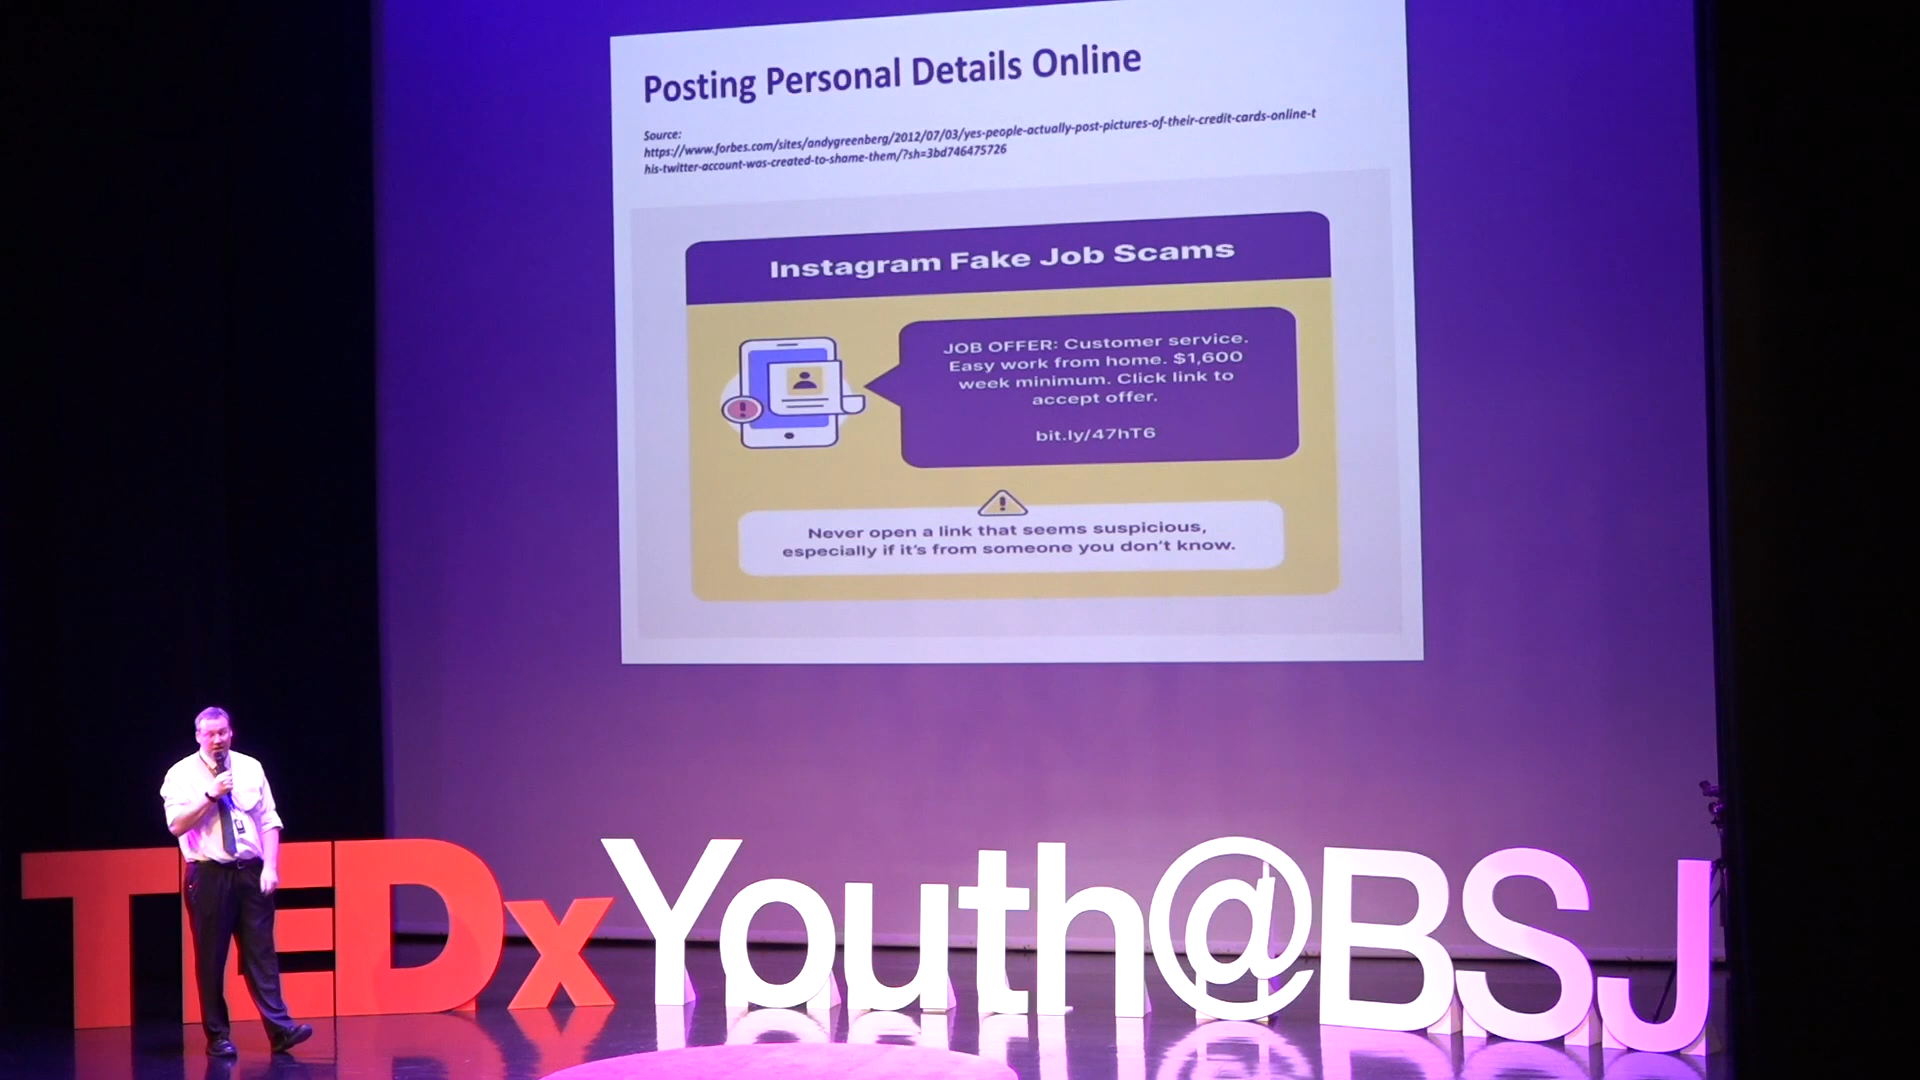 Posting Personal Details Online
Source:
https://www.forbes.com/sites/andygreenberg/2012/07/03/yes-people-actually-post-pictures-of-their-credit-cards-online-t
his-twitter-account-was-created-to-shame-them/?sh=3bd746475726
Instagram Fake Job Scams
JOB OFFER: Customer service.
Easy work from home. $1,600
week minimum. Click link to
accept offer.
bit.ly/47hT6
Never open a link that seems suspicious,
especially if it's from someone you don't know.
TEDxYouth@BSJ